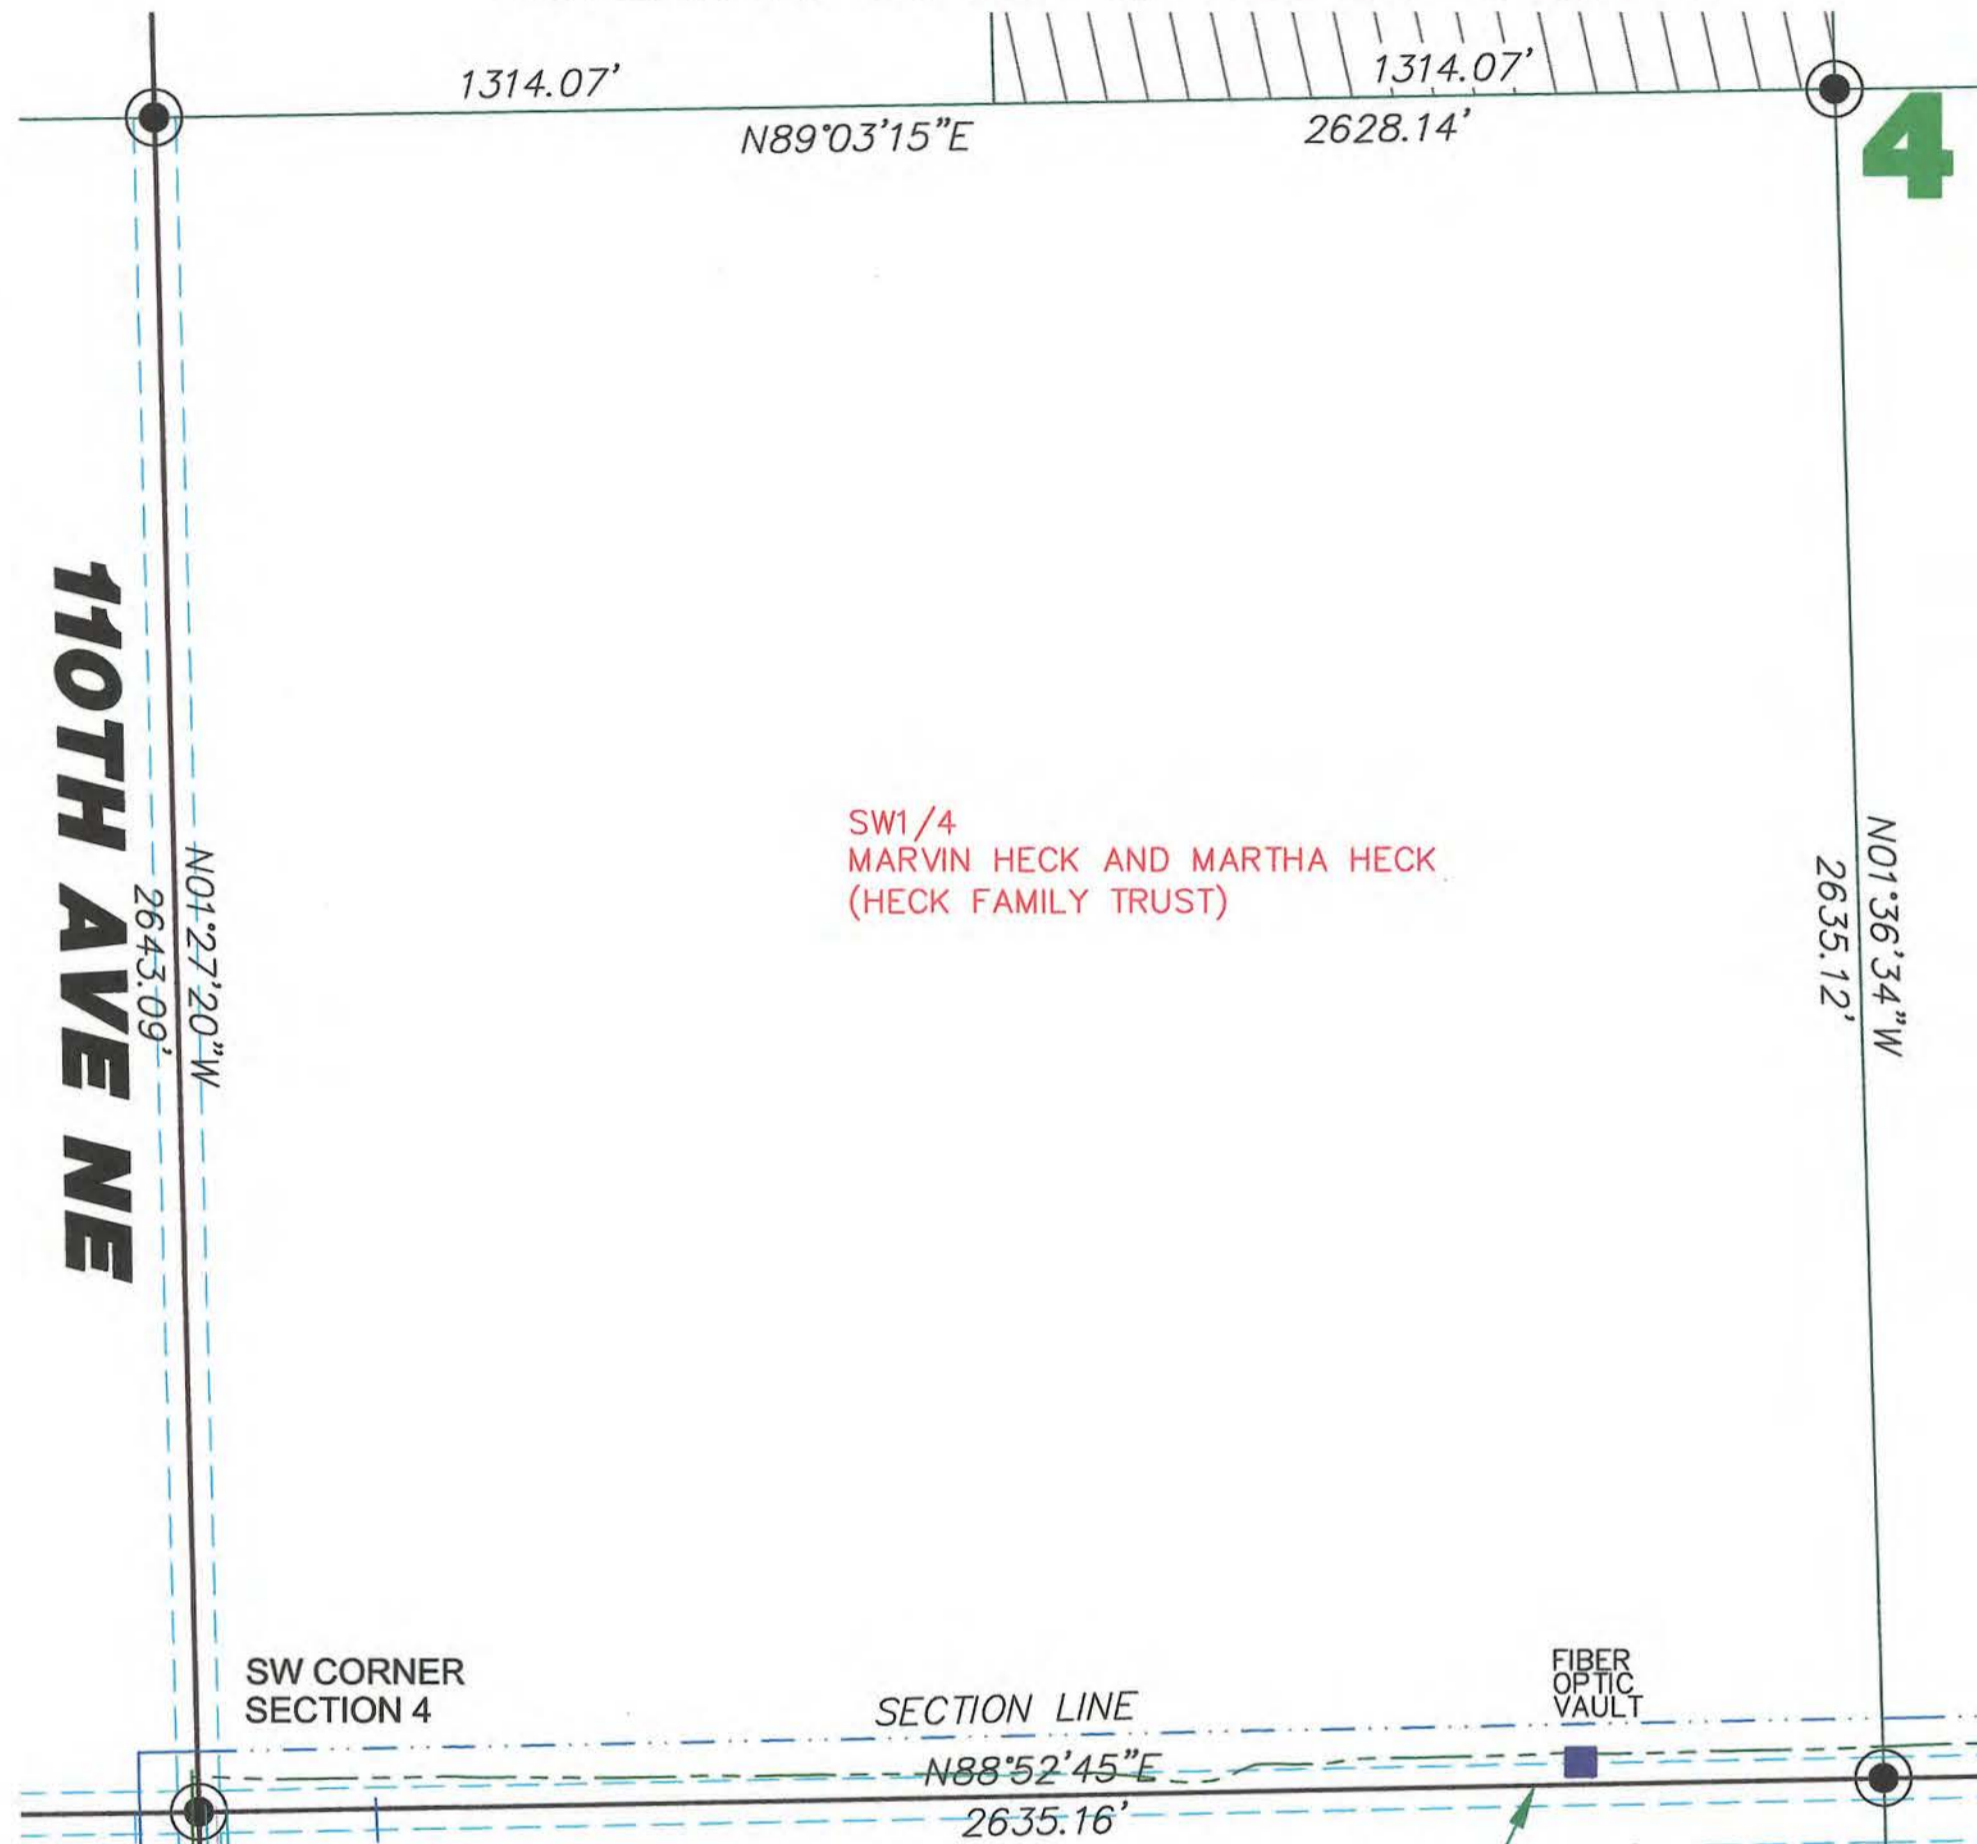 1314.07'
1314.07'
N89°03'15"E
2628.14'
4
110TH AVE NE
2643.09'
N01°27'20"W
SW1/4
MARVIN HECK AND MARTHA HECK
(HECK FAMILY TRUST)
N01°36'34"W
2635.12'
SW CORNER
SECTION 4
SECTION LINE
FIBER
OPTIC
VAULT
N88°52'45"E
2635.16'